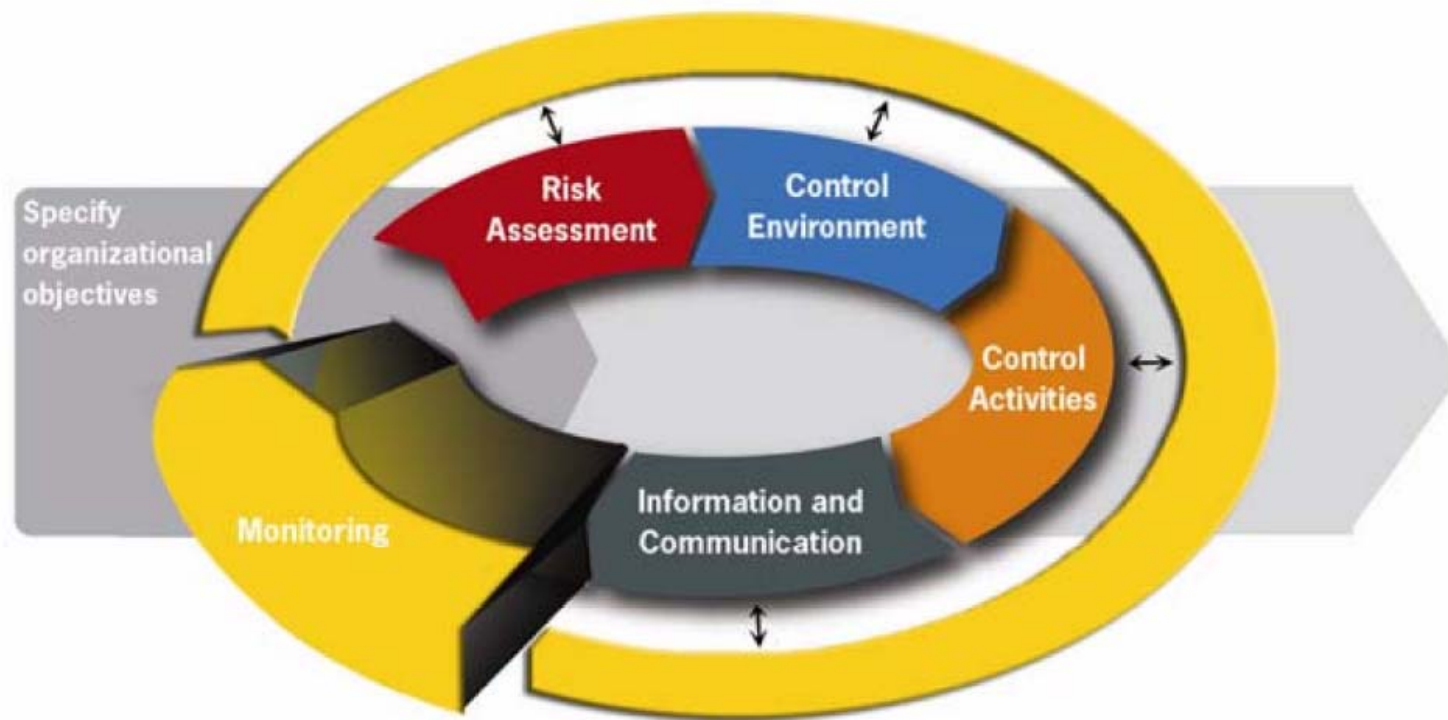 Specify
organizational
objectives
Risk
Assessment
Control
Environment
Control
Activities
Information and
Communication
Monitoring